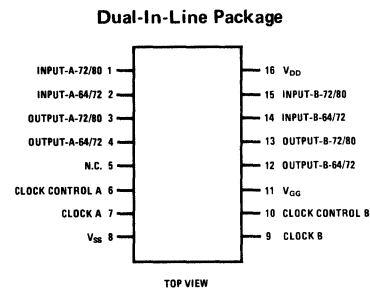 Dual-In-Line Package
INPUT-A-72/80 1
INPUT-A-64/72 2
OUTPUT-A-72/80 3
OUTPUT-A-64/72 4
N.C. 5
CLOCK CONTROL A 6
CLOCK A 7
VSS 8
16 VDD
15 INPUT-B-72/80
14 INPUT-B-64/72
13 OUTPUT-B-72/80
12 OUTPUT-B-64/72
11 VGG
10 CLOCK CONTROL B
9 CLOCK B
TOP VIEW